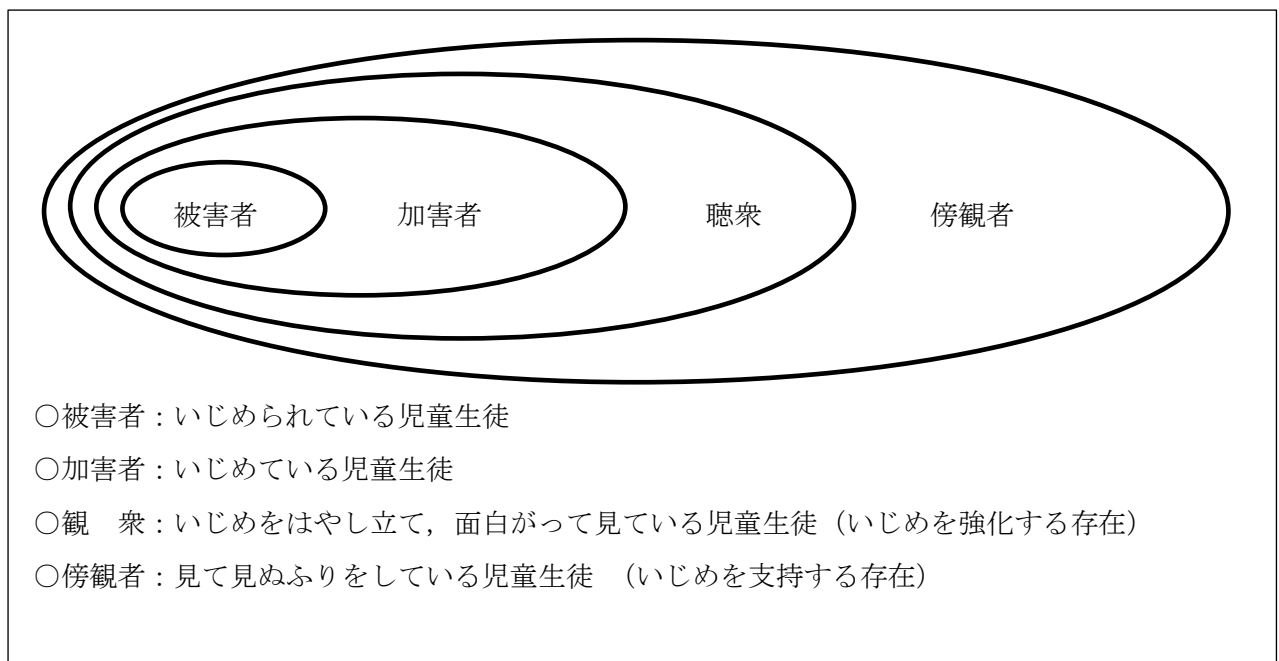 被害者 加害者 聴衆 傍観者
○被害者：いじめられている児童生徒
○加害者：いじめている児童生徒
○観　衆：いじめをはやし立て，面白がって見ている児童生徒（いじめを強化する存在）
○傍観者：見て見ぬふりをしている児童生徒　（いじめを支持する存在）